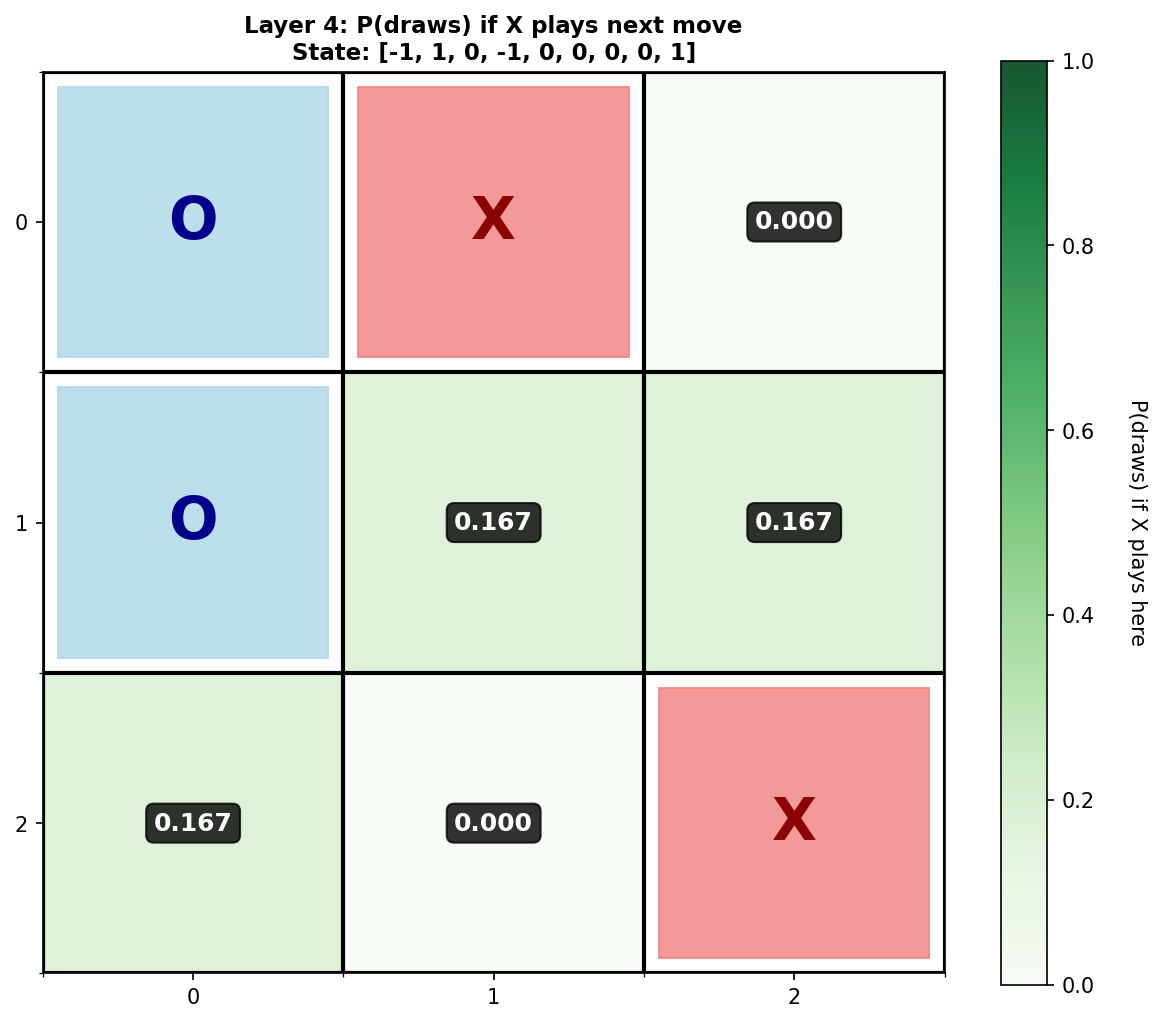 Layer 4: P(draws) if X plays next move
State: [-1, 1, 0, -1, 0, 0, 0, 0, 1]
0
O
X
0.000
1
O
0.167
0.167
2
0.167
0.000
X
0
1
2
1.0
0.8
0.6
0.4
0.2
0.0
P(draws) if X plays here